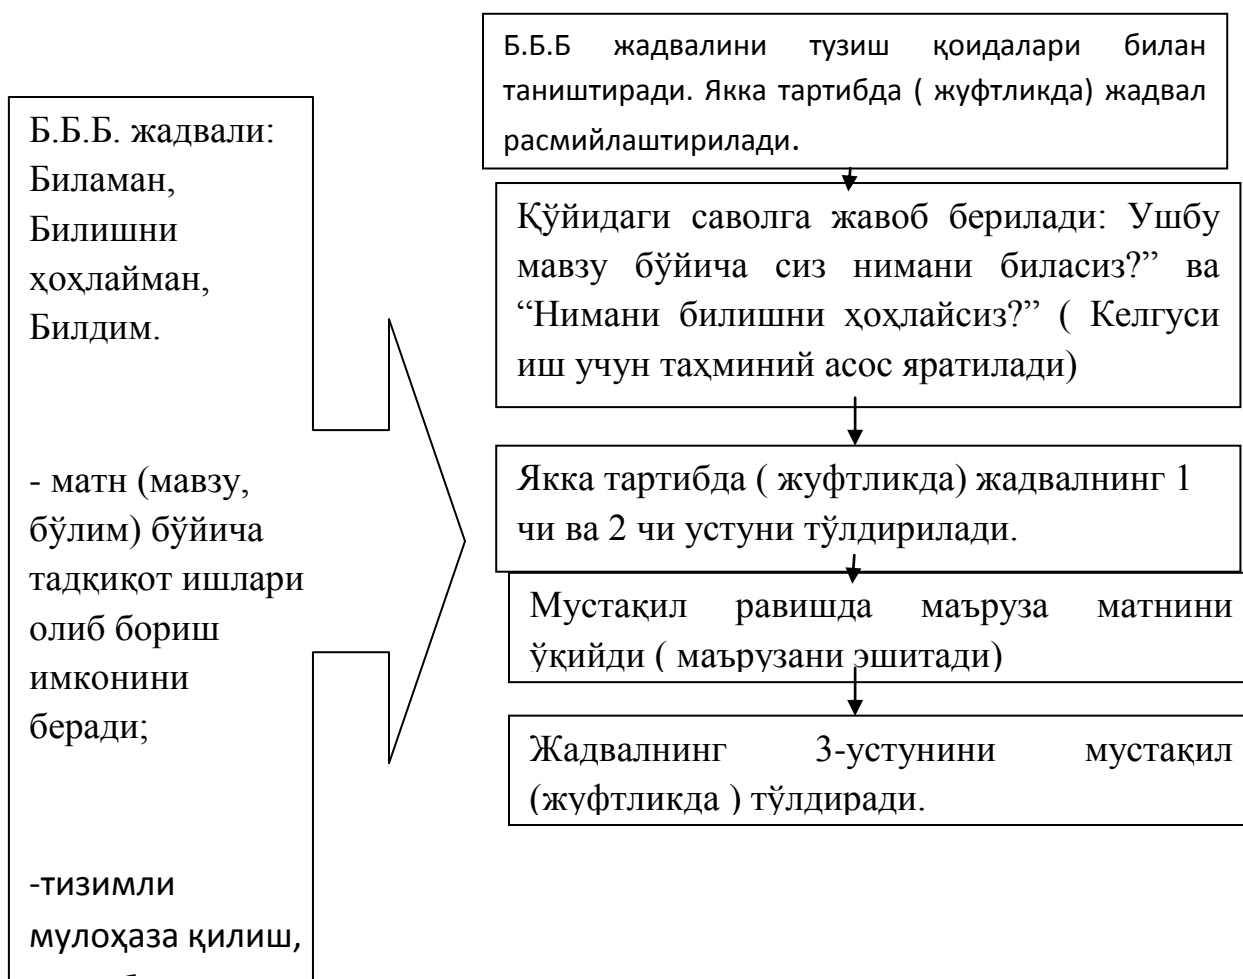 Б.Б.Б. жадвали:
Биламан,
Билишни
ҳоҳлайман,
Билдим.
- матн (мавзу,
бўлим) бўйича
тадқиқот ишлари
олиб бориш
имконини
беради;
-тизимли
мулоҳаза қилиш,
Б.Б.Б жадвалини тузиш қоидалари билан
таништиради. Якка тартибда ( жуфтликда) жадвал
расмийлаштирилади.
Қўйидаги саволга жавоб берилади: Ушбу
мавзу бўйича сиз нимани биласиз?” ва
“Нимани билишни ҳоҳлайсиз?” ( Келгуси
иш учун таҳминий асос яратилади)
Якка тартибда ( жуфтликда) жадвалнинг 1
чи ва 2 чи устуни тўлдирилади.
Мустақил равишда маъруза матнини
ўқийди ( маърузани эшитади)
Жадвалнинг 3-устунини мустақил
(жуфтликда ) тўлдиради.